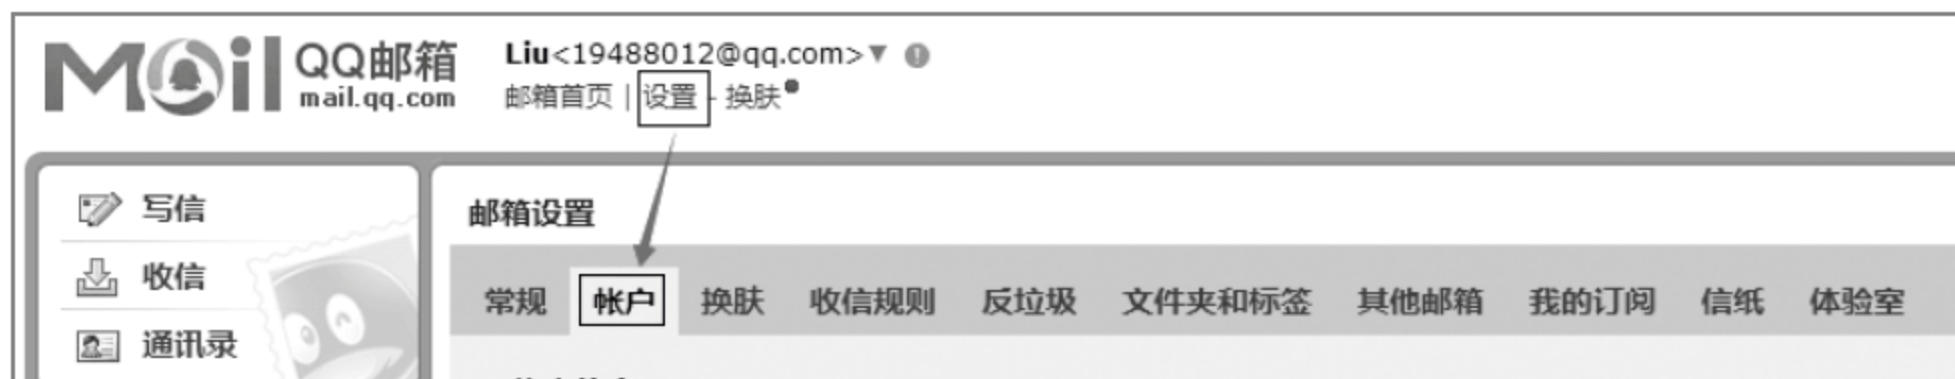 Mail QQ邮箱
mail.qq.com
Liu<19488012@qq.com>
邮箱首页 | 设置 - 换肤
写信
收信
通讯录
邮箱设置
常规 帐户 换肤 收信规则 反垃圾 文件夹和标签 其他邮箱 我的订阅 信纸 体验室